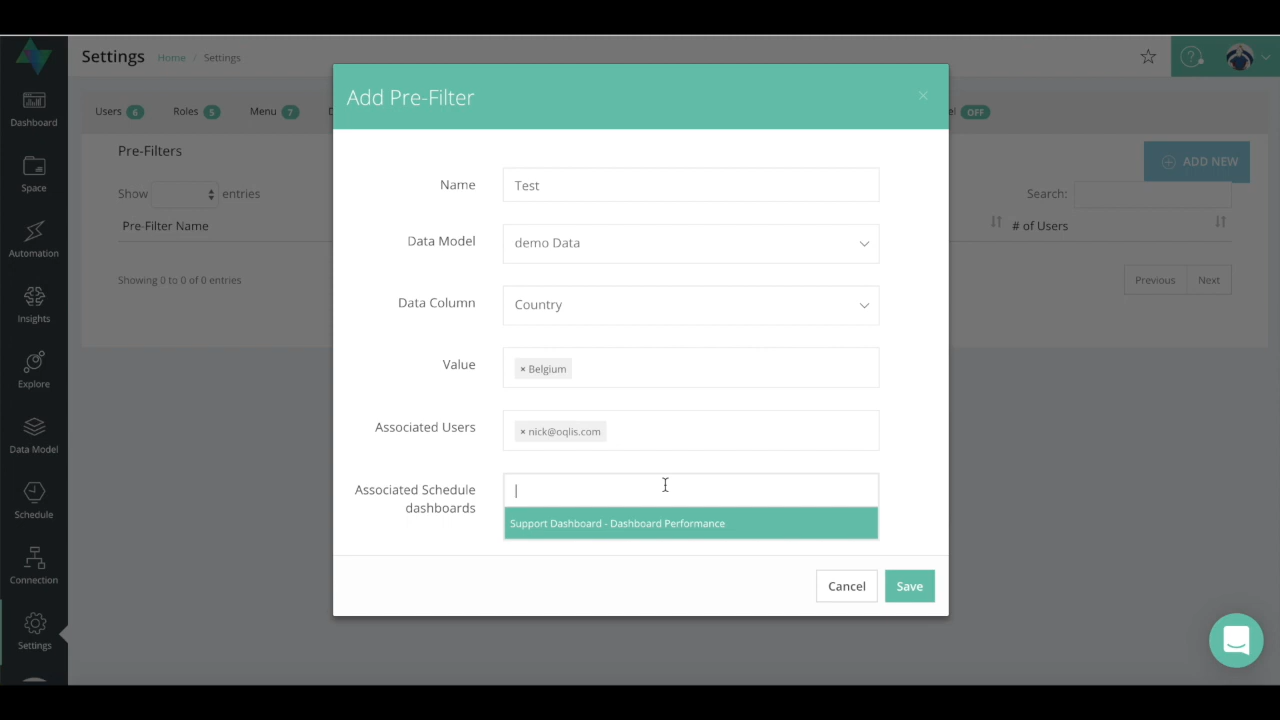 Settings Home / Settings
Dashboard
Space
Automation
Insights
Explore
Data Model
Schedule
Connection
Settings
Users 6 Roles 5 Menu 7
OFF
Pre-Filters
ADD NEW
Show entries
Search:
Pre-Filter Name
# of Users
Showing 0 to 0 of 0 entries
Previous Next
Add Pre-Filter ×
Name Test
Data Model demo Data
Data Column Country
Value × Belgium
Associated Users × nick@oqlis.com
Associated Schedule
dashboards
Support Dashboard - Dashboard Performance
Cancel Save